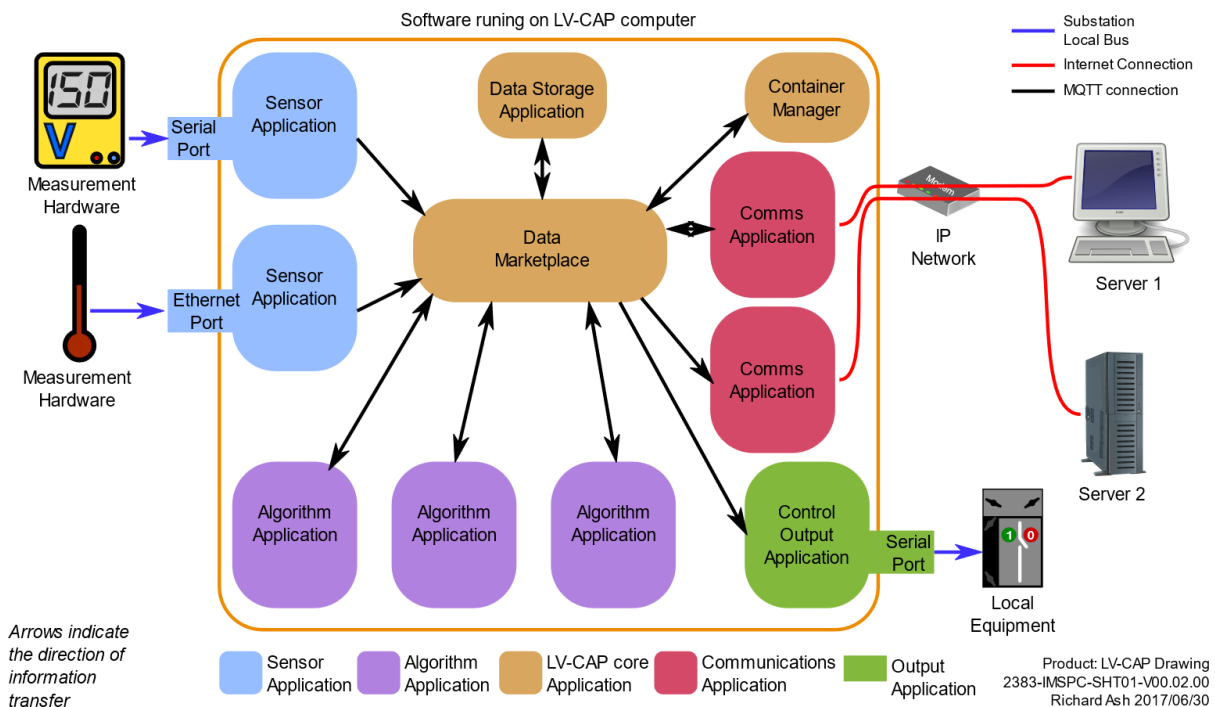 Software runing on LV-CAP computer
Substation
Local Bus
Internet Connection
MQTT connection
150
V
Measurement
Hardware
Serial
Port
Sensor
Application
Data Storage
Application
Container
Manager
Comms
Application
Modem
IP
Network
Server 1
Data
Marketplace
Ethernet
Port
Sensor
Application
Measurement
Hardware
Comms
Application
Server 2
Algorithm
Application
Algorithm
Application
Algorithm
Application
Control
Output
Application
Serial
Port
1
0
Local
Equipment
Arrows indicate
the direction of
information
transfer
Sensor
Application
Algorithm
Application
LV-CAP core
Application
Communications
Application
Output
Application
Product: LV-CAP Drawing
2383-IMSPC-SHT01-V00.02.00
Richard Ash 2017/06/30